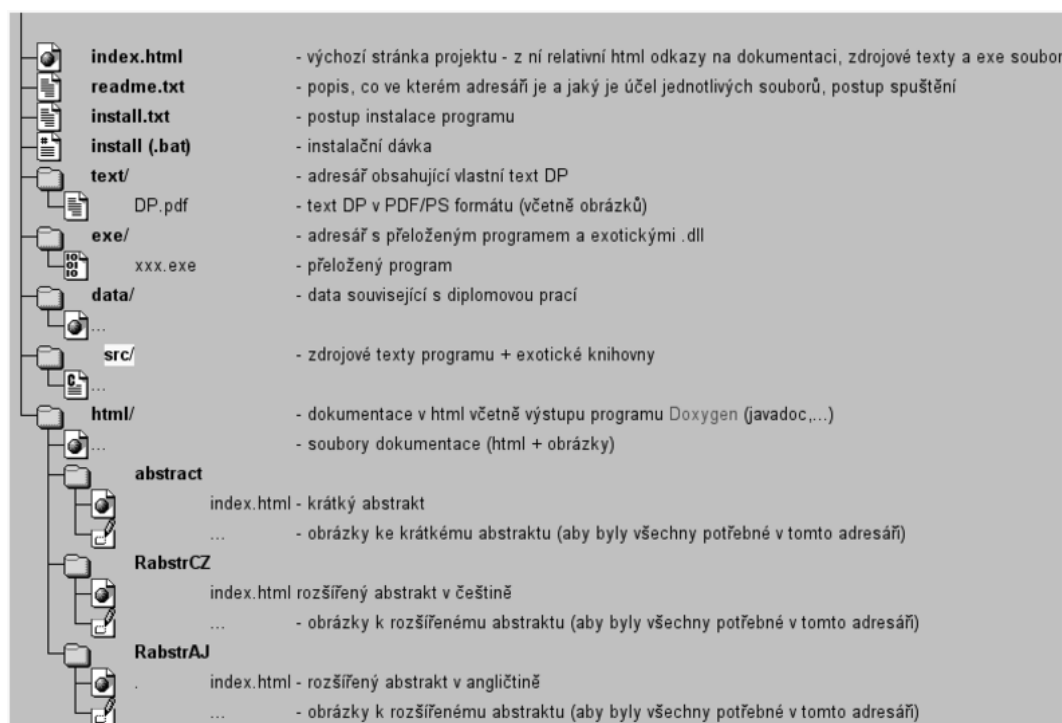 index.html - výchozí stránka projektu - z ní relativní html odkazy na dokumentaci, zdrojové texty a exe soubor
readme.txt - popis, co ve kterém adresáři je a jaký je účel jednotlivých souborů, postup spuštění
install.txt - postup instalace programu
install (.bat) - instalační dávka
text/ - adresář obsahující vlastní text DP
DP.pdf - text DP v PDF/PS formátu (včetně obrázků)
exe/ - adresář s přeloženým programem a exotickými .dll
xxx.exe - přeložený program
data/ - data související s diplomovou prací
...
src/ - zdrojové texty programu + exotické knihovny
...
html/ - dokumentace v html včetně výstupu programu Doxygen (javadoc,...)
... - soubory dokumentace (html + obrázky)
abstract
index.html - krátký abstrakt
... - obrázky ke krátkému abstraktu (aby byly všechny potřebné v tomto adresáři)
RabstrCZ
index.html rozšířený abstrakt v češtině
... - obrázky k rozšířenému abstraktu (aby byly všechny potřebné v tomto adresáři)
RabstrAJ
. index.html - rozšířený abstrakt v angličtině
... - obrázky k rozšířenému abstraktu (aby byly všechny potřebné v tomto adresáři)